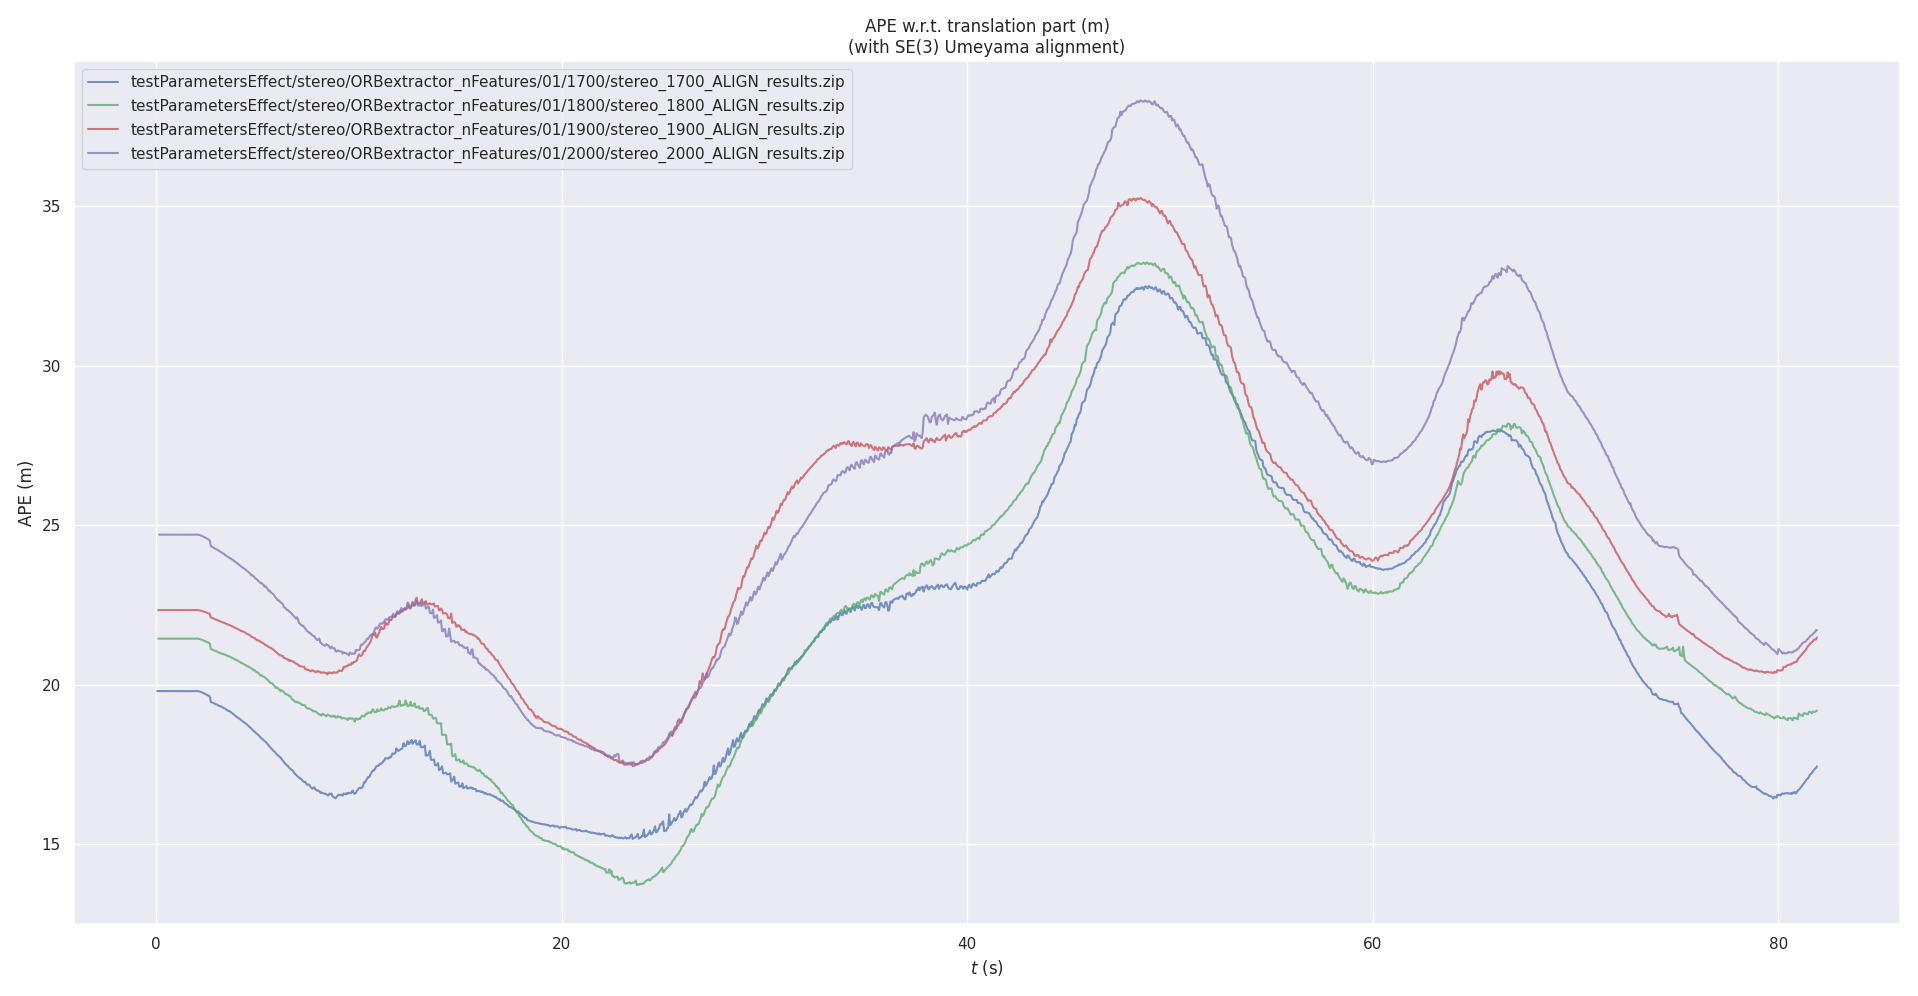 APE w.r.t. translation part (m)
(with SE(3) Umeyama alignment)
testParametersEffect/stereo/ORBextractor_nFeatures/01/1700/stereo_1700_ALIGN_results.zip
testParametersEffect/stereo/ORBextractor_nFeatures/01/1800/stereo_1800_ALIGN_results.zip
testParametersEffect/stereo/ORBextractor_nFeatures/01/1900/stereo_1900_ALIGN_results.zip
testParametersEffect/stereo/ORBextractor_nFeatures/01/2000/stereo_2000_ALIGN_results.zip
APE (m)
35
30
25
20
15
0 20 40 60 80
t (s)